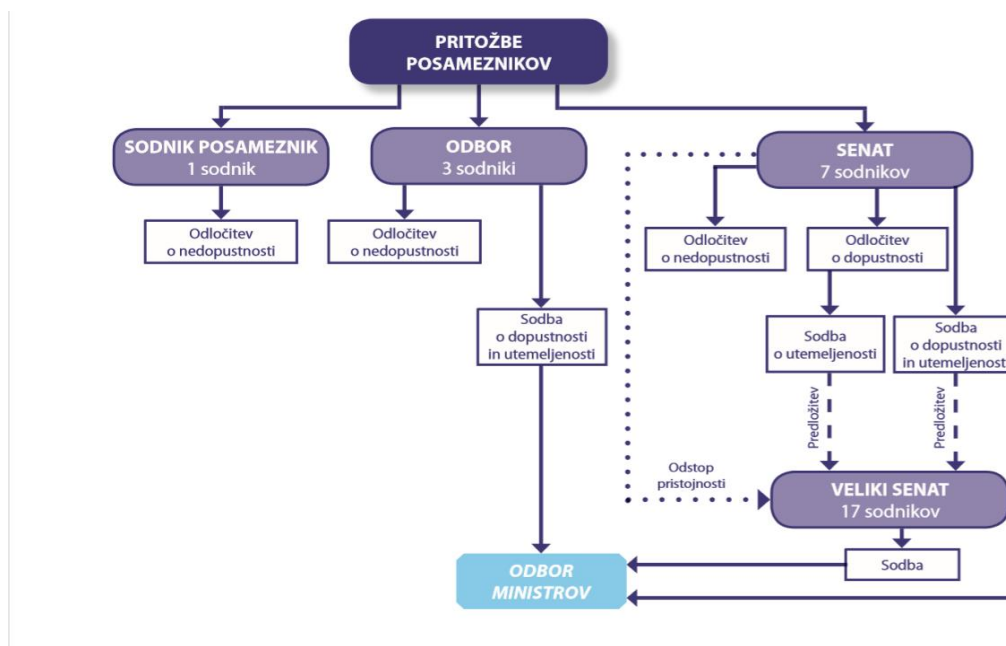 PRITOŽBE
POSAMEZNIKOV
SODNIK POSAMEZNIK
1 sodnik
ODBOR
3 sodniki
SENAT
7 sodnikov
Odločitev
o nedopustnosti
Odločitev
o nedopustnosti
Odločitev
o nedopustnosti
Odločitev
o dopustnosti
Sodba
o dopustnosti
in utemeljenosti
Sodba
o utemeljenosti
Sodba
o dopustnosti
in utemeljenosti
Predložitev
Predložitev
Odstop
pristojnosti
VELIKI SENAT
17 sodnikov
Sodba
ODBOR
MINISTROV